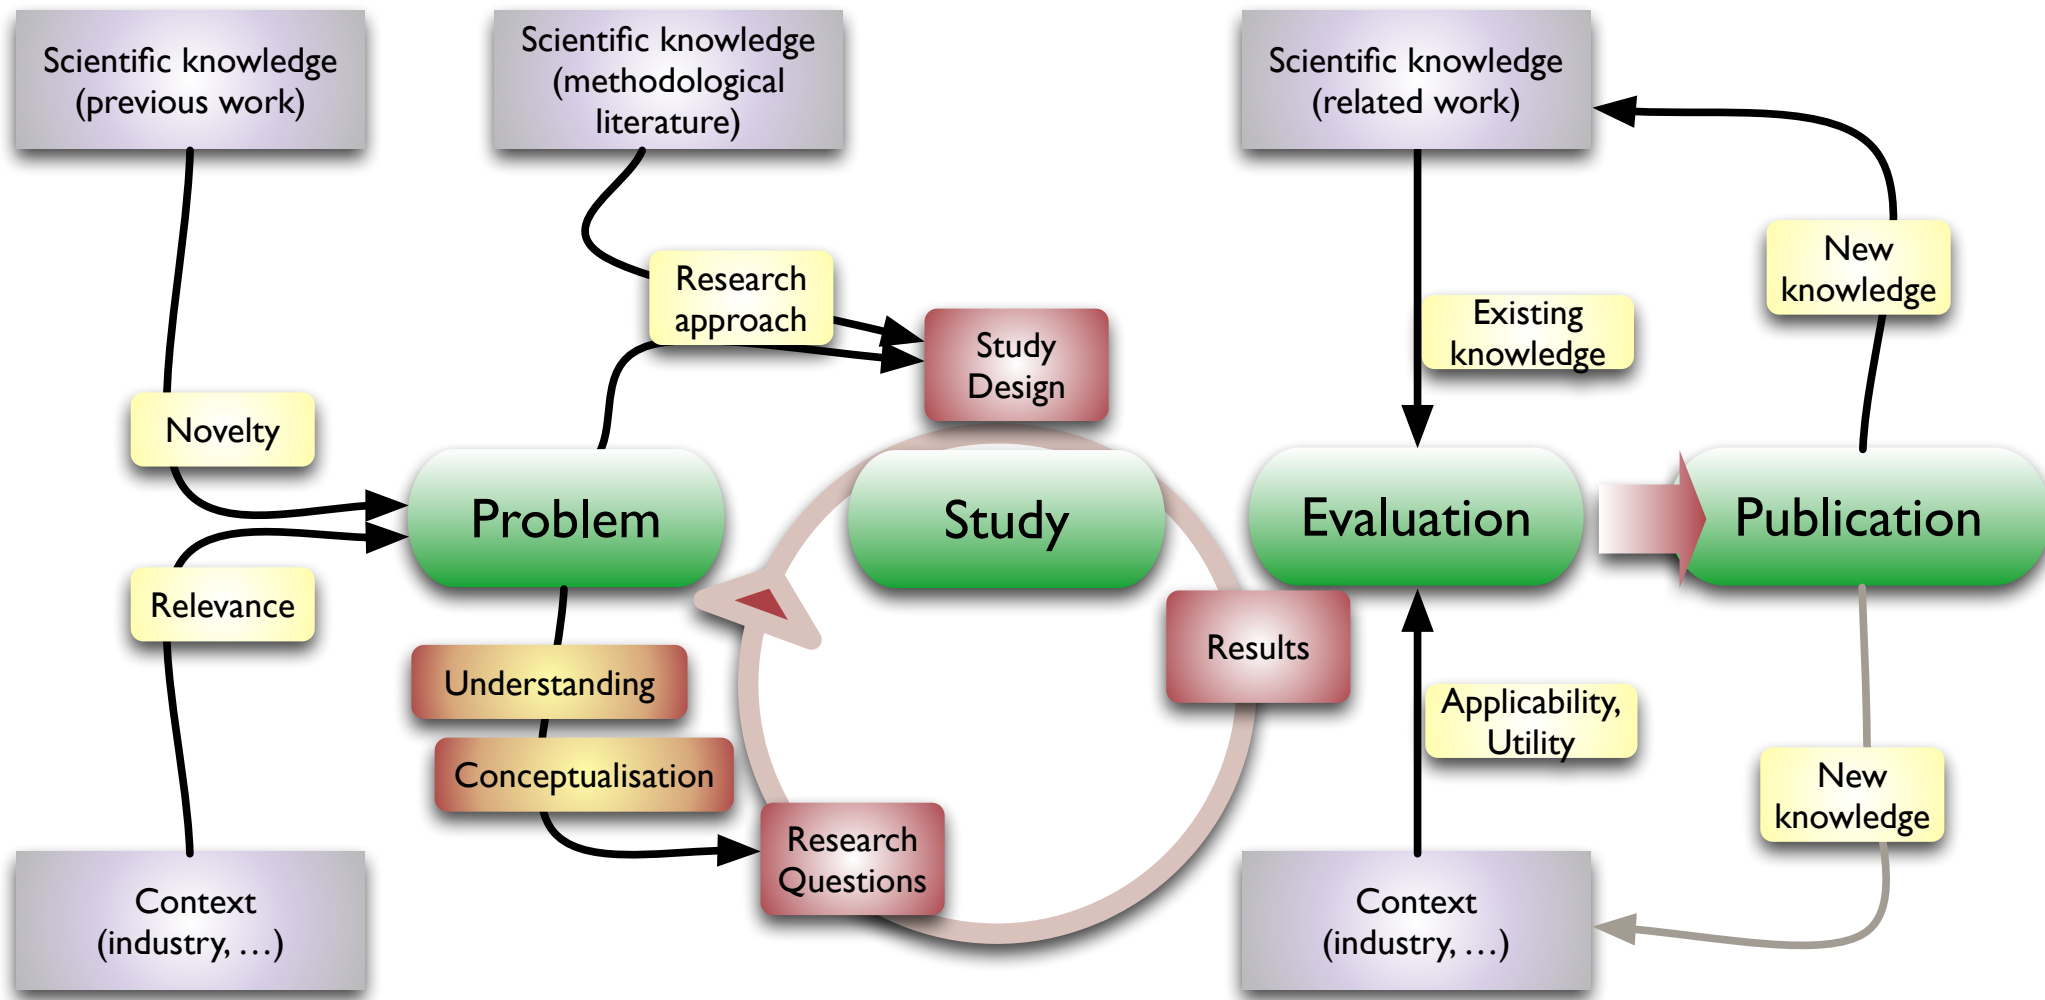 Scientific knowledge
(previous work)
Scientific knowledge
(methodological
literature)
Scientific knowledge
(related work)
Research
approach
New
knowledge
Study
Design
Existing
knowledge
Novelty
Problem
Study
Evaluation
Publication
Relevance
Understanding
Results
Applicability,
Utility
Conceptualisation
New
knowledge
Research
Questions
Context
(industry, …)
Context
(industry, …)